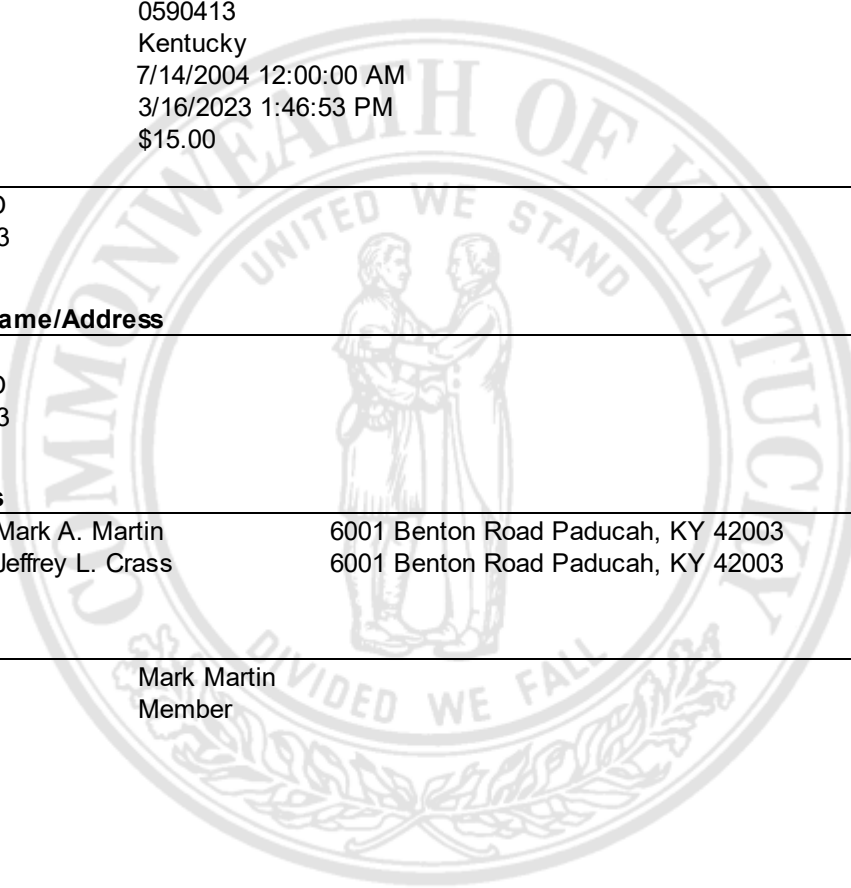 0590413
Kentucky
7/14/2004 12:00:00 AM
3/16/2023 1:46:53 PM
$15.00
3
ame/Address
3
s
Mark A. Martin 6001 Benton Road Paducah, KY 42003
Jeffrey L. Crass 6001 Benton Road Paducah, KY 42003
Mark Martin
Member
COMMONWEALTH OF KENTUCKY
UNITED WE STAND
DIVIDED WE FALL